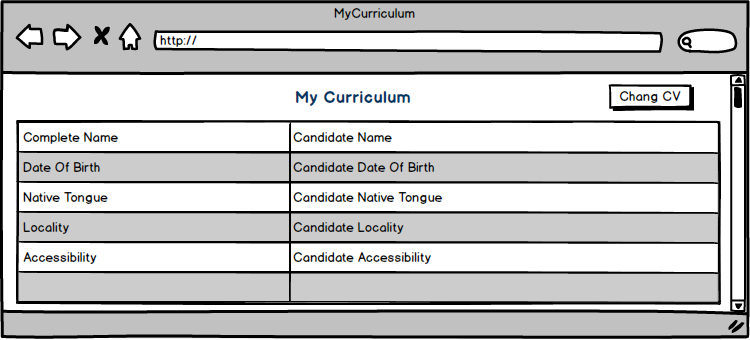 MyCurriculum
http://
My Curriculum
Chang CV
Complete Name Candidate Name
Date Of Birth Candidate Date Of Birth
Native Tongue Candidate Native Tongue
Locality Candidate Locality
Accessibility Candidate Accessibility